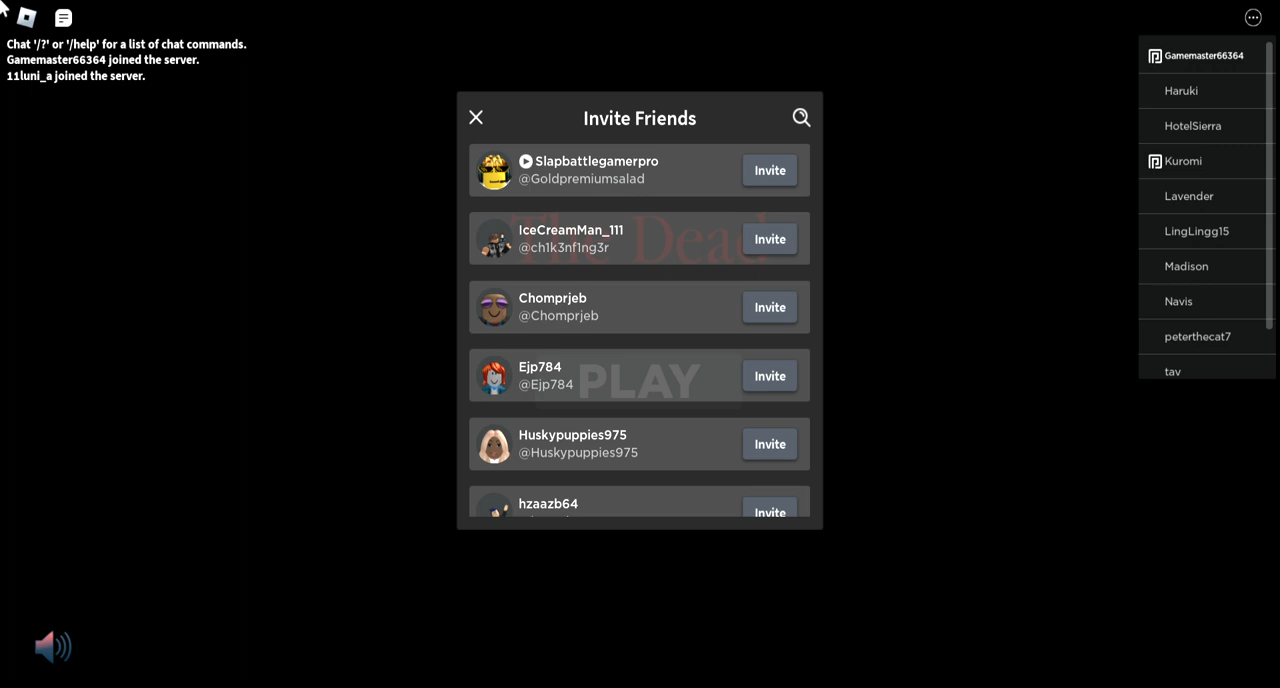 Chat '/?' or '/help' for a list of chat commands.
Gamemaster66364 joined the server.
11luni_a joined the server.
Invite Friends
Slapbattlegamerpro
@Goldpremiumsalad
Invite
The Dead
IceCreamMan_111
@ch1k3nf1ng3r
Invite
Chomprjeb
@Chomprjeb
Invite
Ejp784
@Ejp784
PLAY
Invite
Huskypuppies975
@Huskypuppies975
Invite
hzaazb64
Invite
Gamemaster66364
Haruki
HotelSierra
Kuromi
Lavender
LingLingg15
Madison
Navis
peterthecat7
tav